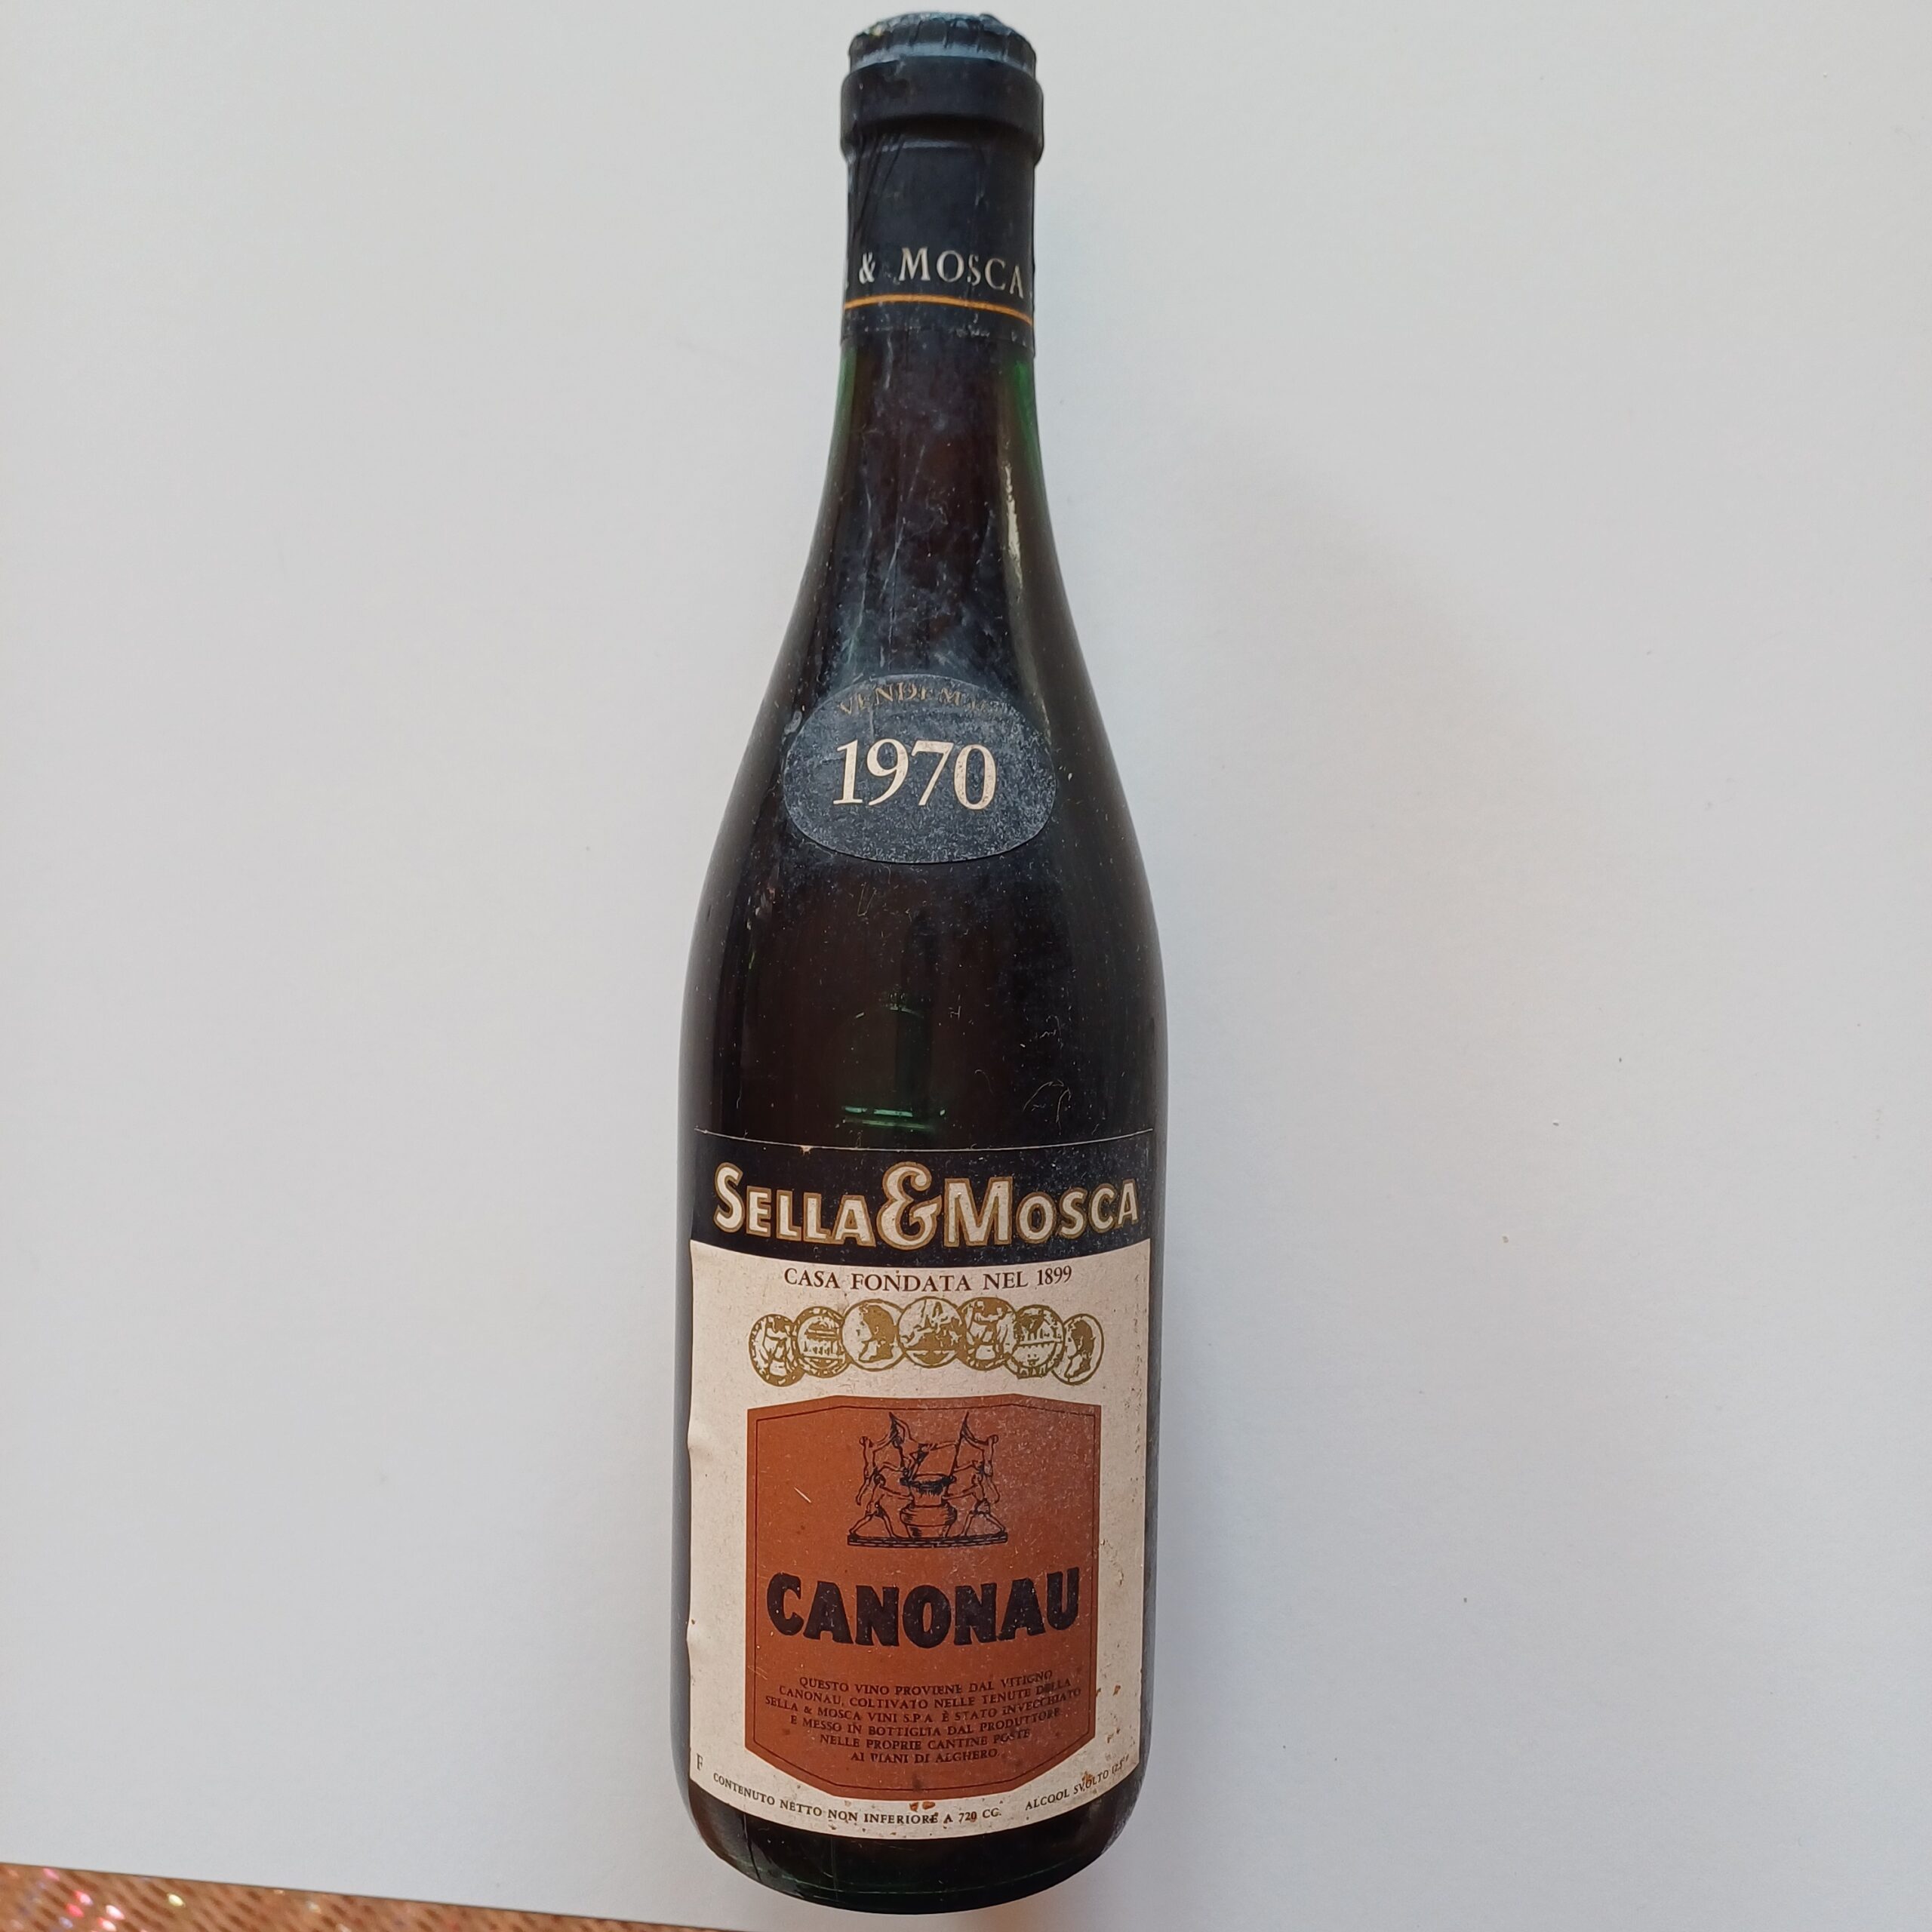 & MOSCA
VENDEMMIA
1970
SELLA & MOSCA
CASA FONDATA NEL 1899
CANONAU
QUESTO VINO PROVIENE DAL VITIGNO
CANONAU, COLTIVATO NELLE TENUTE DELLA
SELLA & MOSCA VINI S.P.A. È STATO INVECCHIATO
E MESSO IN BOTTIGLIA DAL PRODUTTORE
NELLE PROPRIE CANTINE POSTE
AI PIANI DI ALGHERO
F
CONTENUTO NETTO NON INFERIORE A 720 CC. ALCOOL SVOLTO